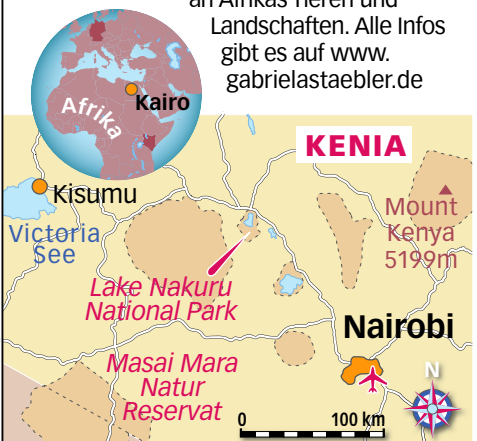 an Afrikas Tieren und
Landschaften. Alle Infos
gibt es auf www.
gabrielastaebler.de
Afrika
Kairo
KENIA
Kisumu
Victoria
See
Mount
Kenya
5199m
Lake Nakuru
National Park
Nairobi
Masai Mara
Natur
Reservat
N
0 100 km